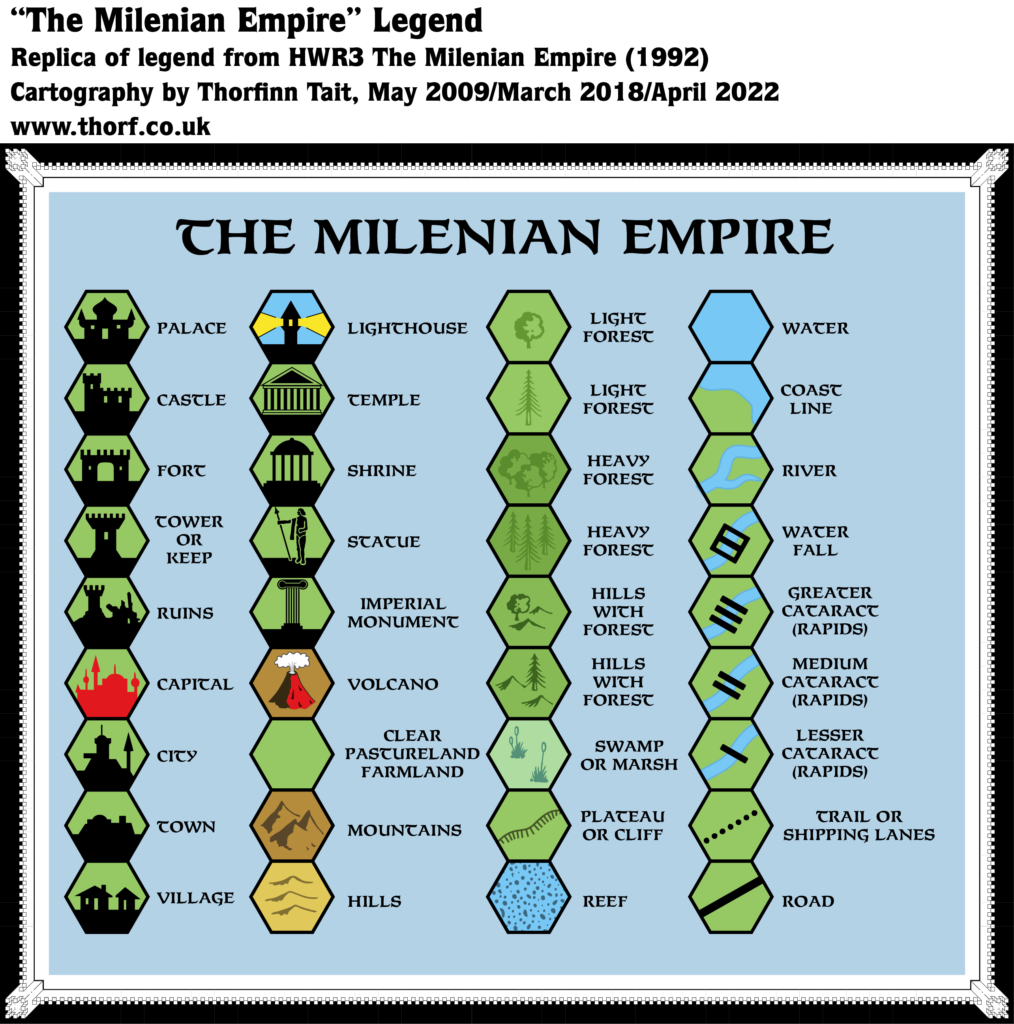 “The Milenian Empire” Legend
Replica of legend from HWR3 The Milenian Empire (1992)
Cartography by Thorfinn Tait, May 2009/March 2018/April 2022
www.thorf.co.uk
THE MILENIAN EMPIRE
PALACE
CASTLE
FORT
TOWER
OR
KEEP
RUINS
CAPITAL
CITY
TOWN
VILLAGE
LIGHTHOUSE
TEMPLE
SHRINE
STATUE
IMPERIAL
MONUMENT
VOLCANO
CLEAR
PASTURELAND
FARMLAND
MOUNTAINS
HILLS
LIGHT
FOREST
LIGHT
FOREST
HEAVY
FOREST
HEAVY
FOREST
HILLS
WITH
FOREST
HILLS
WITH
FOREST
SWAMP
OR MARSH
PLATEAU
OR CLIFF
REEF
WATER
COAST
LINE
RIVER
WATER
FALL
GREATER
CATARACT
(RAPIDS)
MEDIUM
CATARACT
(RAPIDS)
LESSER
CATARACT
(RAPIDS)
TRAIL OR
SHIPPING LANES
ROAD